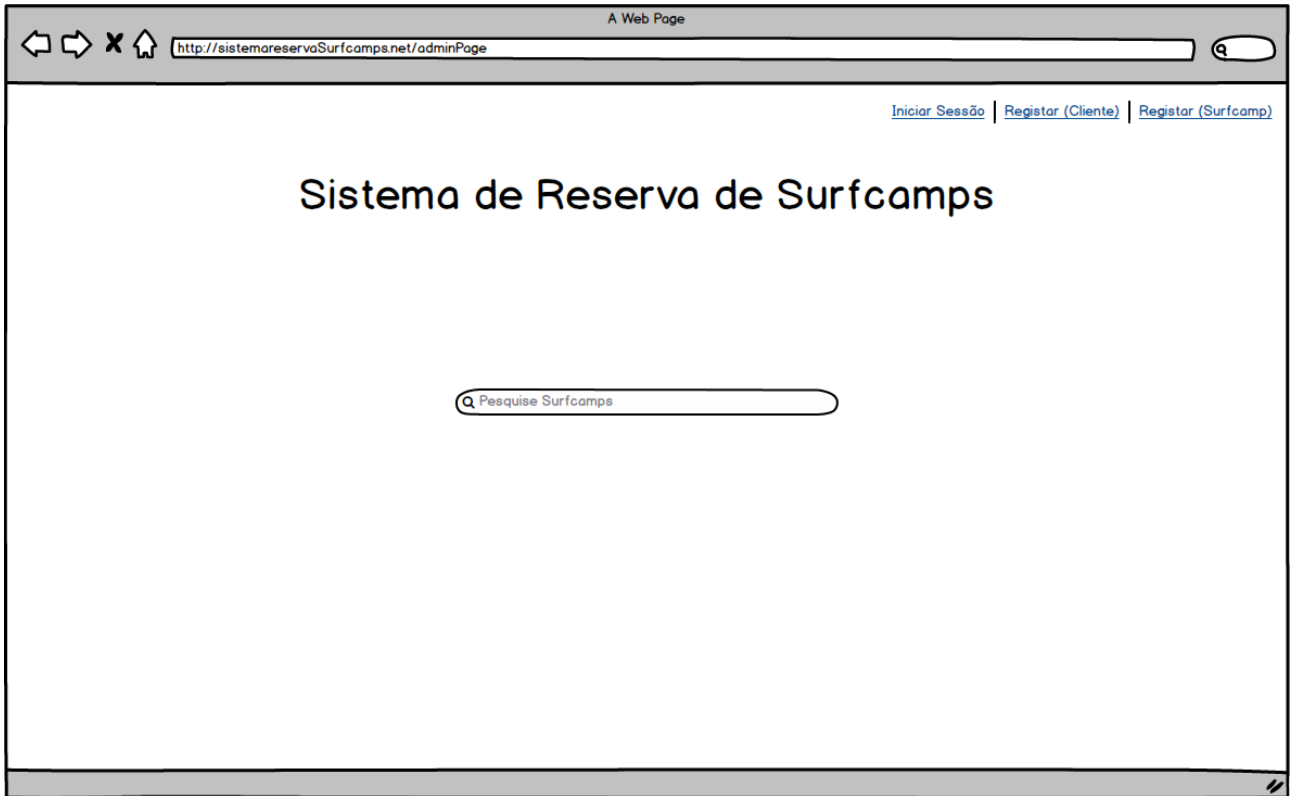 A Web Page
http://sistemareservaSurfcamps.net/adminPage
Iniciar Sessão | Registar (Cliente) | Registar (Surfcamp)
Sistema de Reserva de Surfcamps
Pesquise Surfcamps